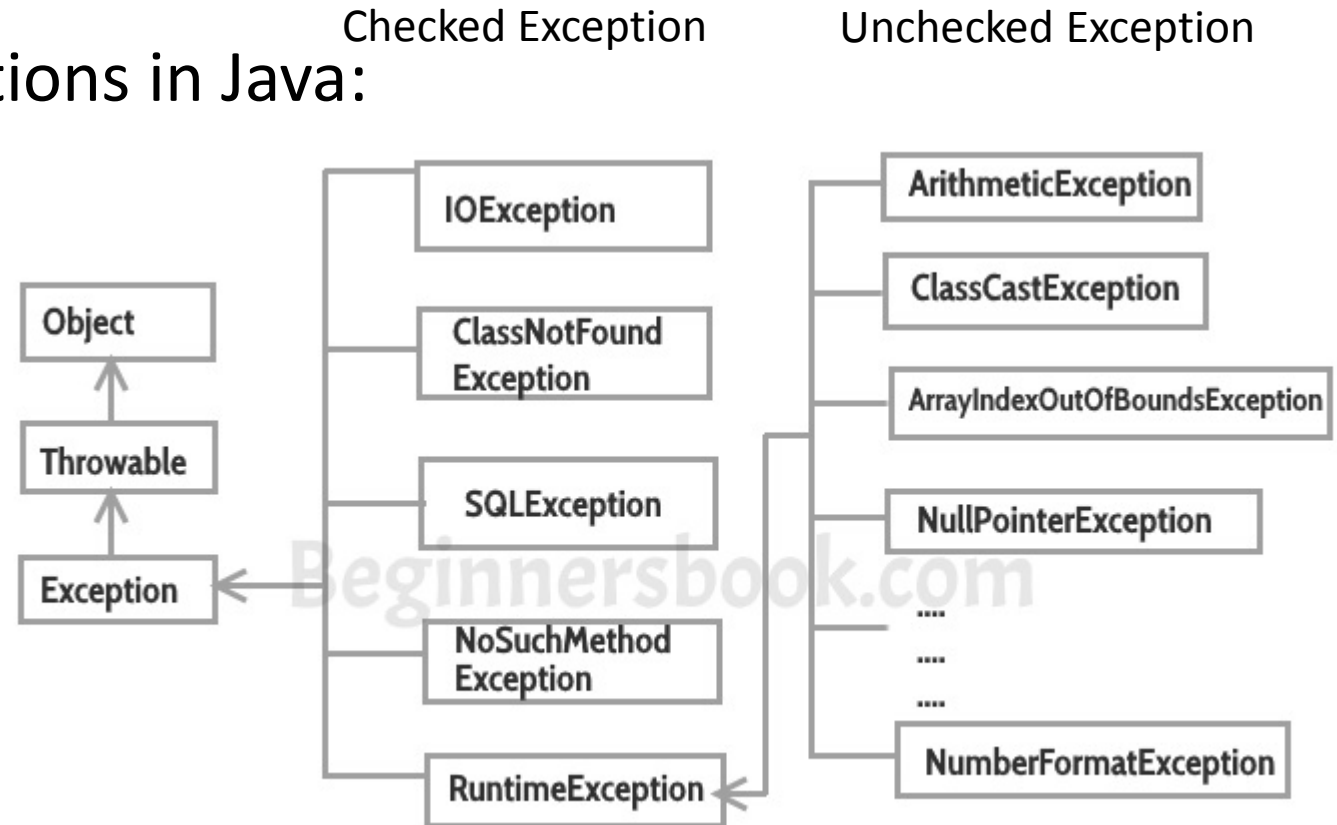 Checked Exception
Unchecked Exception
tions in Java:
Object
Throwable
Exception
IOException
ClassNotFound
Exception
SQLException
NoSuchMethod
Exception
RuntimeException
ArithmeticException
ClassCastException
ArrayIndexOutOfBoundsException
NullPointerException
....
....
....
NumberFormatException
Beginnersbook.com